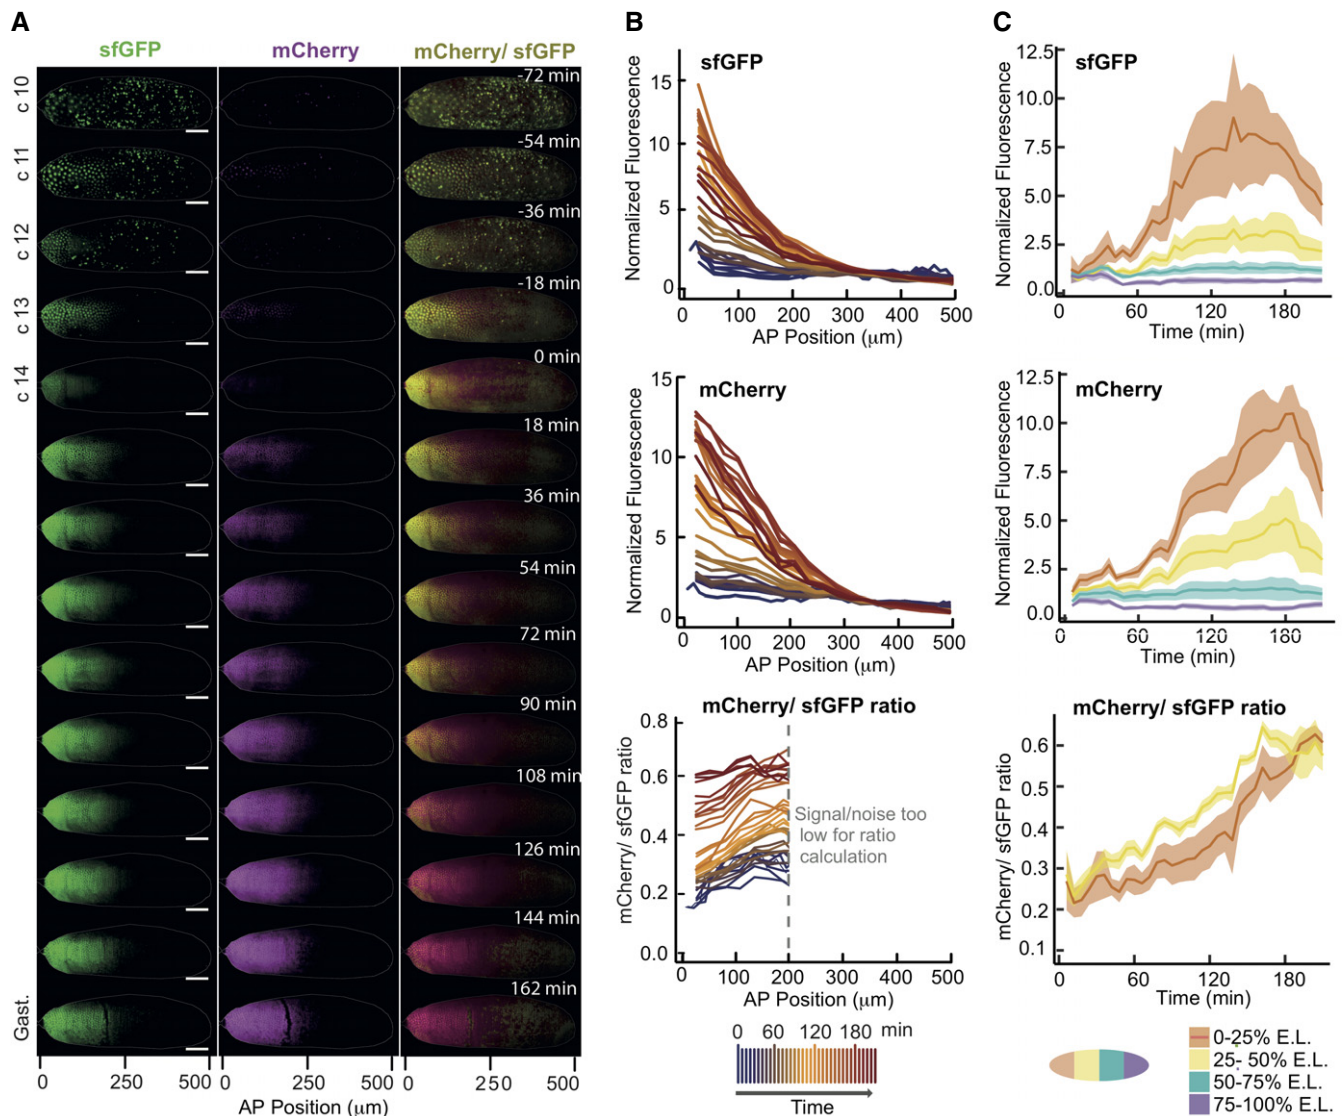 A
sfGFP
mCherry
mCherry/ sfGFP
c 10
c 11
c 12
c 13
c 14
Gast.
-72 min
-54 min
-36 min
-18 min
0 min
18 min
36 min
54 min
72 min
90 min
108 min
126 min
144 min
162 min
0
250
500
0
250
500
0
250
500
AP Position (μm)
B
sfGFP
Normalized Fluorescence
15
10
5
0
0
100
200
300
400
500
AP Position (μm)
mCherry
Normalized Fluorescence
15
10
5
0
0
100
200
300
400
500
AP Position (μm)
mCherry/ sfGFP ratio
mCherry/ sfGFP ratio
0.8
0.6
0.4
0.2
0.0
Signal/noise too
low for ratio
calculation
0
100
200
300
400
500
AP Position (μm)
0
60
120
180
min
Time
C
sfGFP
Normalized Fluorescence
12.5
10.0
7.5
5.0
2.5
0.0
0
60
120
180
Time (min)
mCherry
Normalized Fluorescence
12.5
10.0
7.5
5.0
2.5
0.0
0
60
120
180
Time (min)
mCherry/ sfGFP ratio
mCherry/ sfGFP ratio
0.6
0.5
0.4
0.3
0.2
0.1
0
60
120
180
Time (min)
0-25% E.L.
25- 50% E.L.
50-75% E.L.
75-100% E.L.